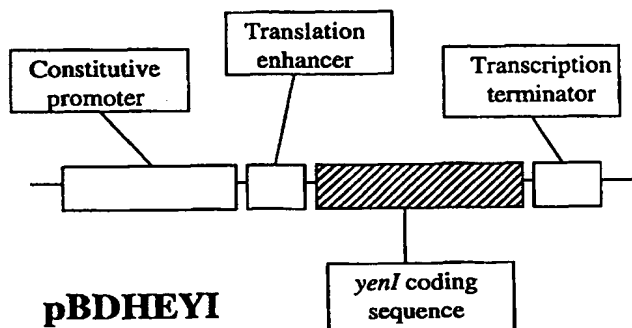 Translation
enhancer
Constitutive
promoter
Transcription
terminator
yenI coding
sequence
pBDHEYI